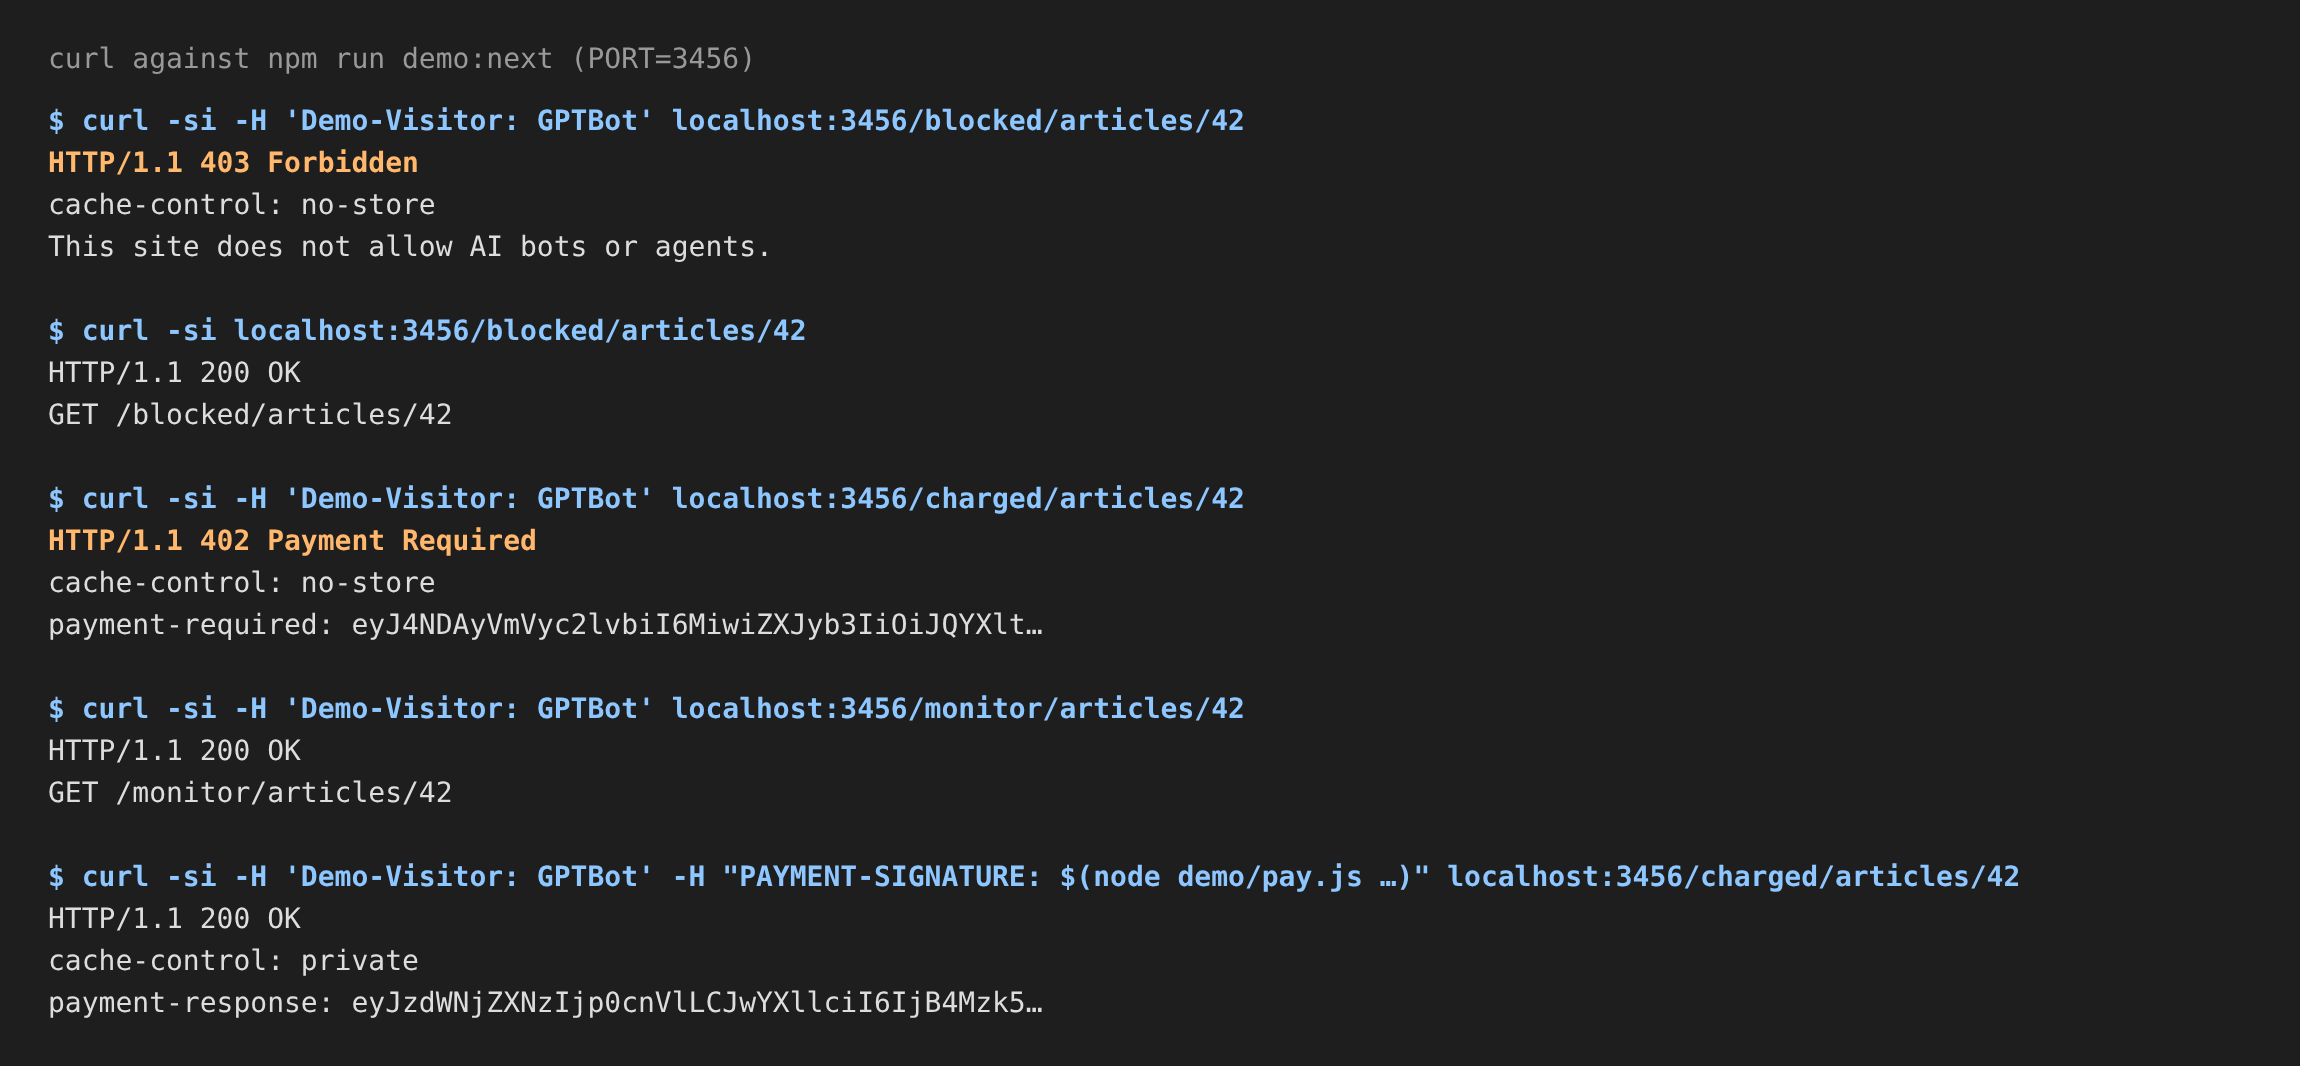 curl against npm run demo:next (PORT=3456)
$ curl -si -H 'Demo-Visitor: GPTBot' localhost:3456/blocked/articles/42
HTTP/1.1 403 Forbidden
cache-control: no-store
This site does not allow AI bots or agents.
$ curl -si localhost:3456/blocked/articles/42
HTTP/1.1 200 OK
GET /blocked/articles/42
$ curl -si -H 'Demo-Visitor: GPTBot' localhost:3456/charged/articles/42
HTTP/1.1 402 Payment Required
cache-control: no-store
payment-required: eyJ4NDAyVmVyc2lvbiI6MiwiZXJyb3IiOiJQYXlt…
$ curl -si -H 'Demo-Visitor: GPTBot' localhost:3456/monitor/articles/42
HTTP/1.1 200 OK
GET /monitor/articles/42
$ curl -si -H 'Demo-Visitor: GPTBot' -H "PAYMENT-SIGNATURE: $(node demo/pay.js …)" localhost:3456/charged/articles/42
HTTP/1.1 200 OK
cache-control: private
payment-response: eyJzdWNjZXNzIjp0cnVlLCJwYXllciI6IjB4Mzk5…